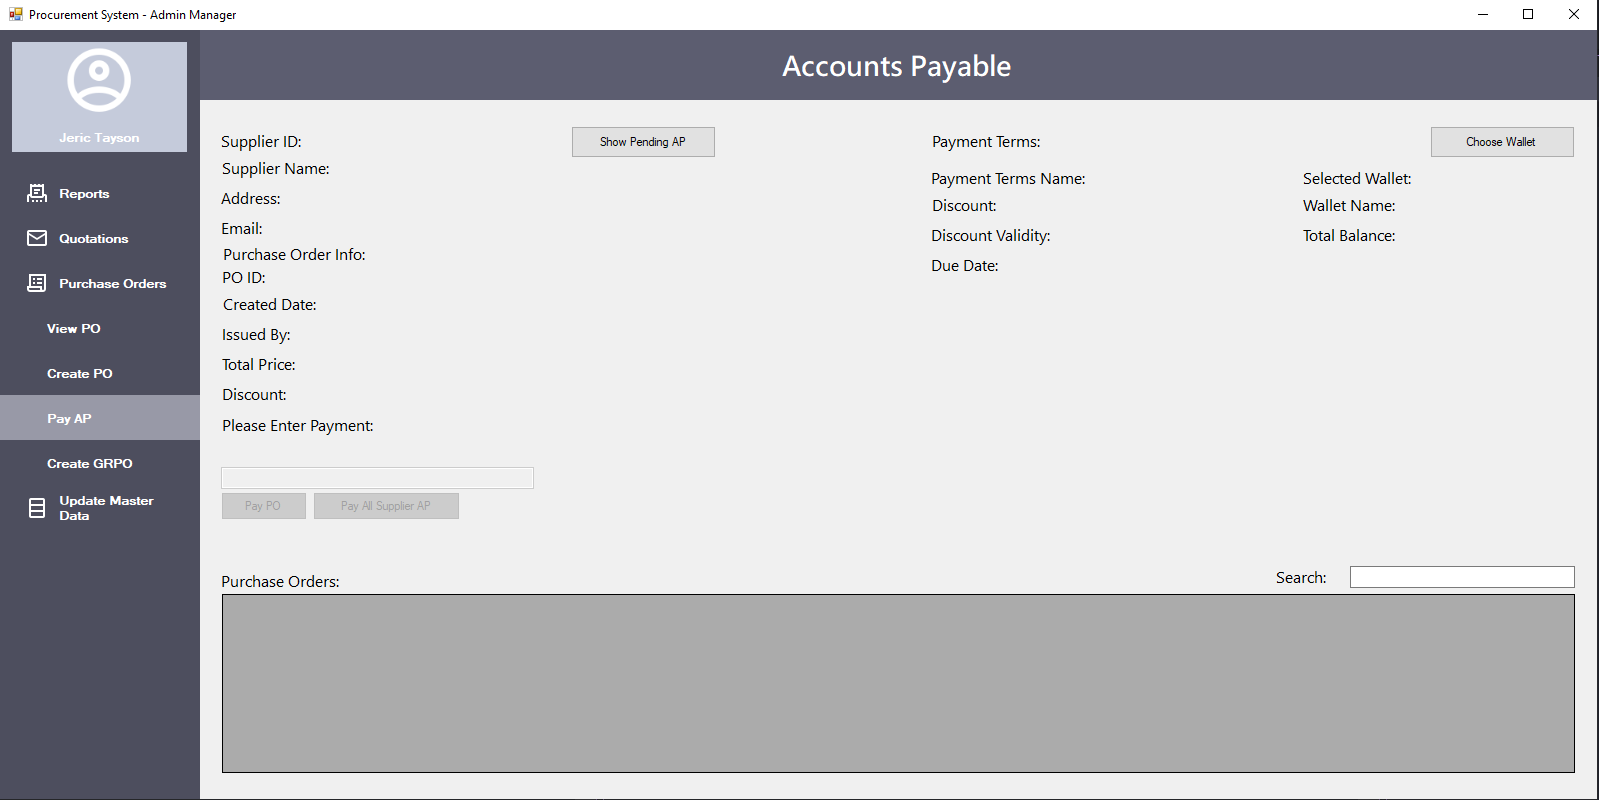 Procurement System - Admin Manager
Jeric Tayson
Reports
Quotations
Purchase Orders
View PO
Create PO
Pay AP
Create GRPO
Update Master
Data
Accounts Payable
Supplier ID:
Show Pending AP
Supplier Name:
Address:
Email:
Purchase Order Info:
PO ID:
Created Date:
Issued By:
Total Price:
Discount:
Please Enter Payment:
Pay PO
Pay All Supplier AP
Payment Terms:
Payment Terms Name:
Discount:
Discount Validity:
Due Date:
Choose Wallet
Selected Wallet:
Wallet Name:
Total Balance:
Purchase Orders:
Search: